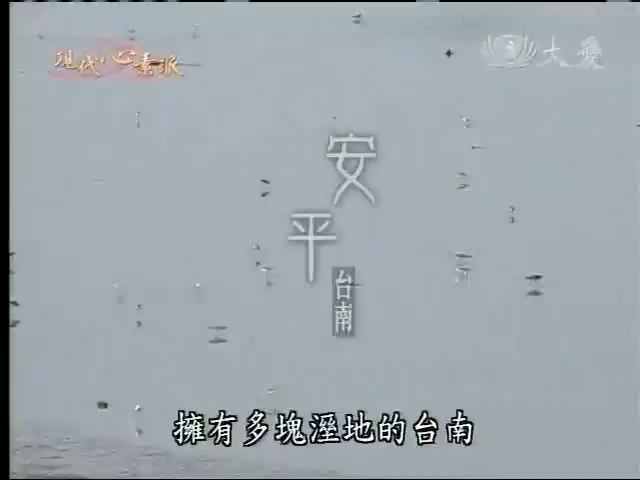 現代心素派
大愛
安平
台南
擁有多塊溼地的台南